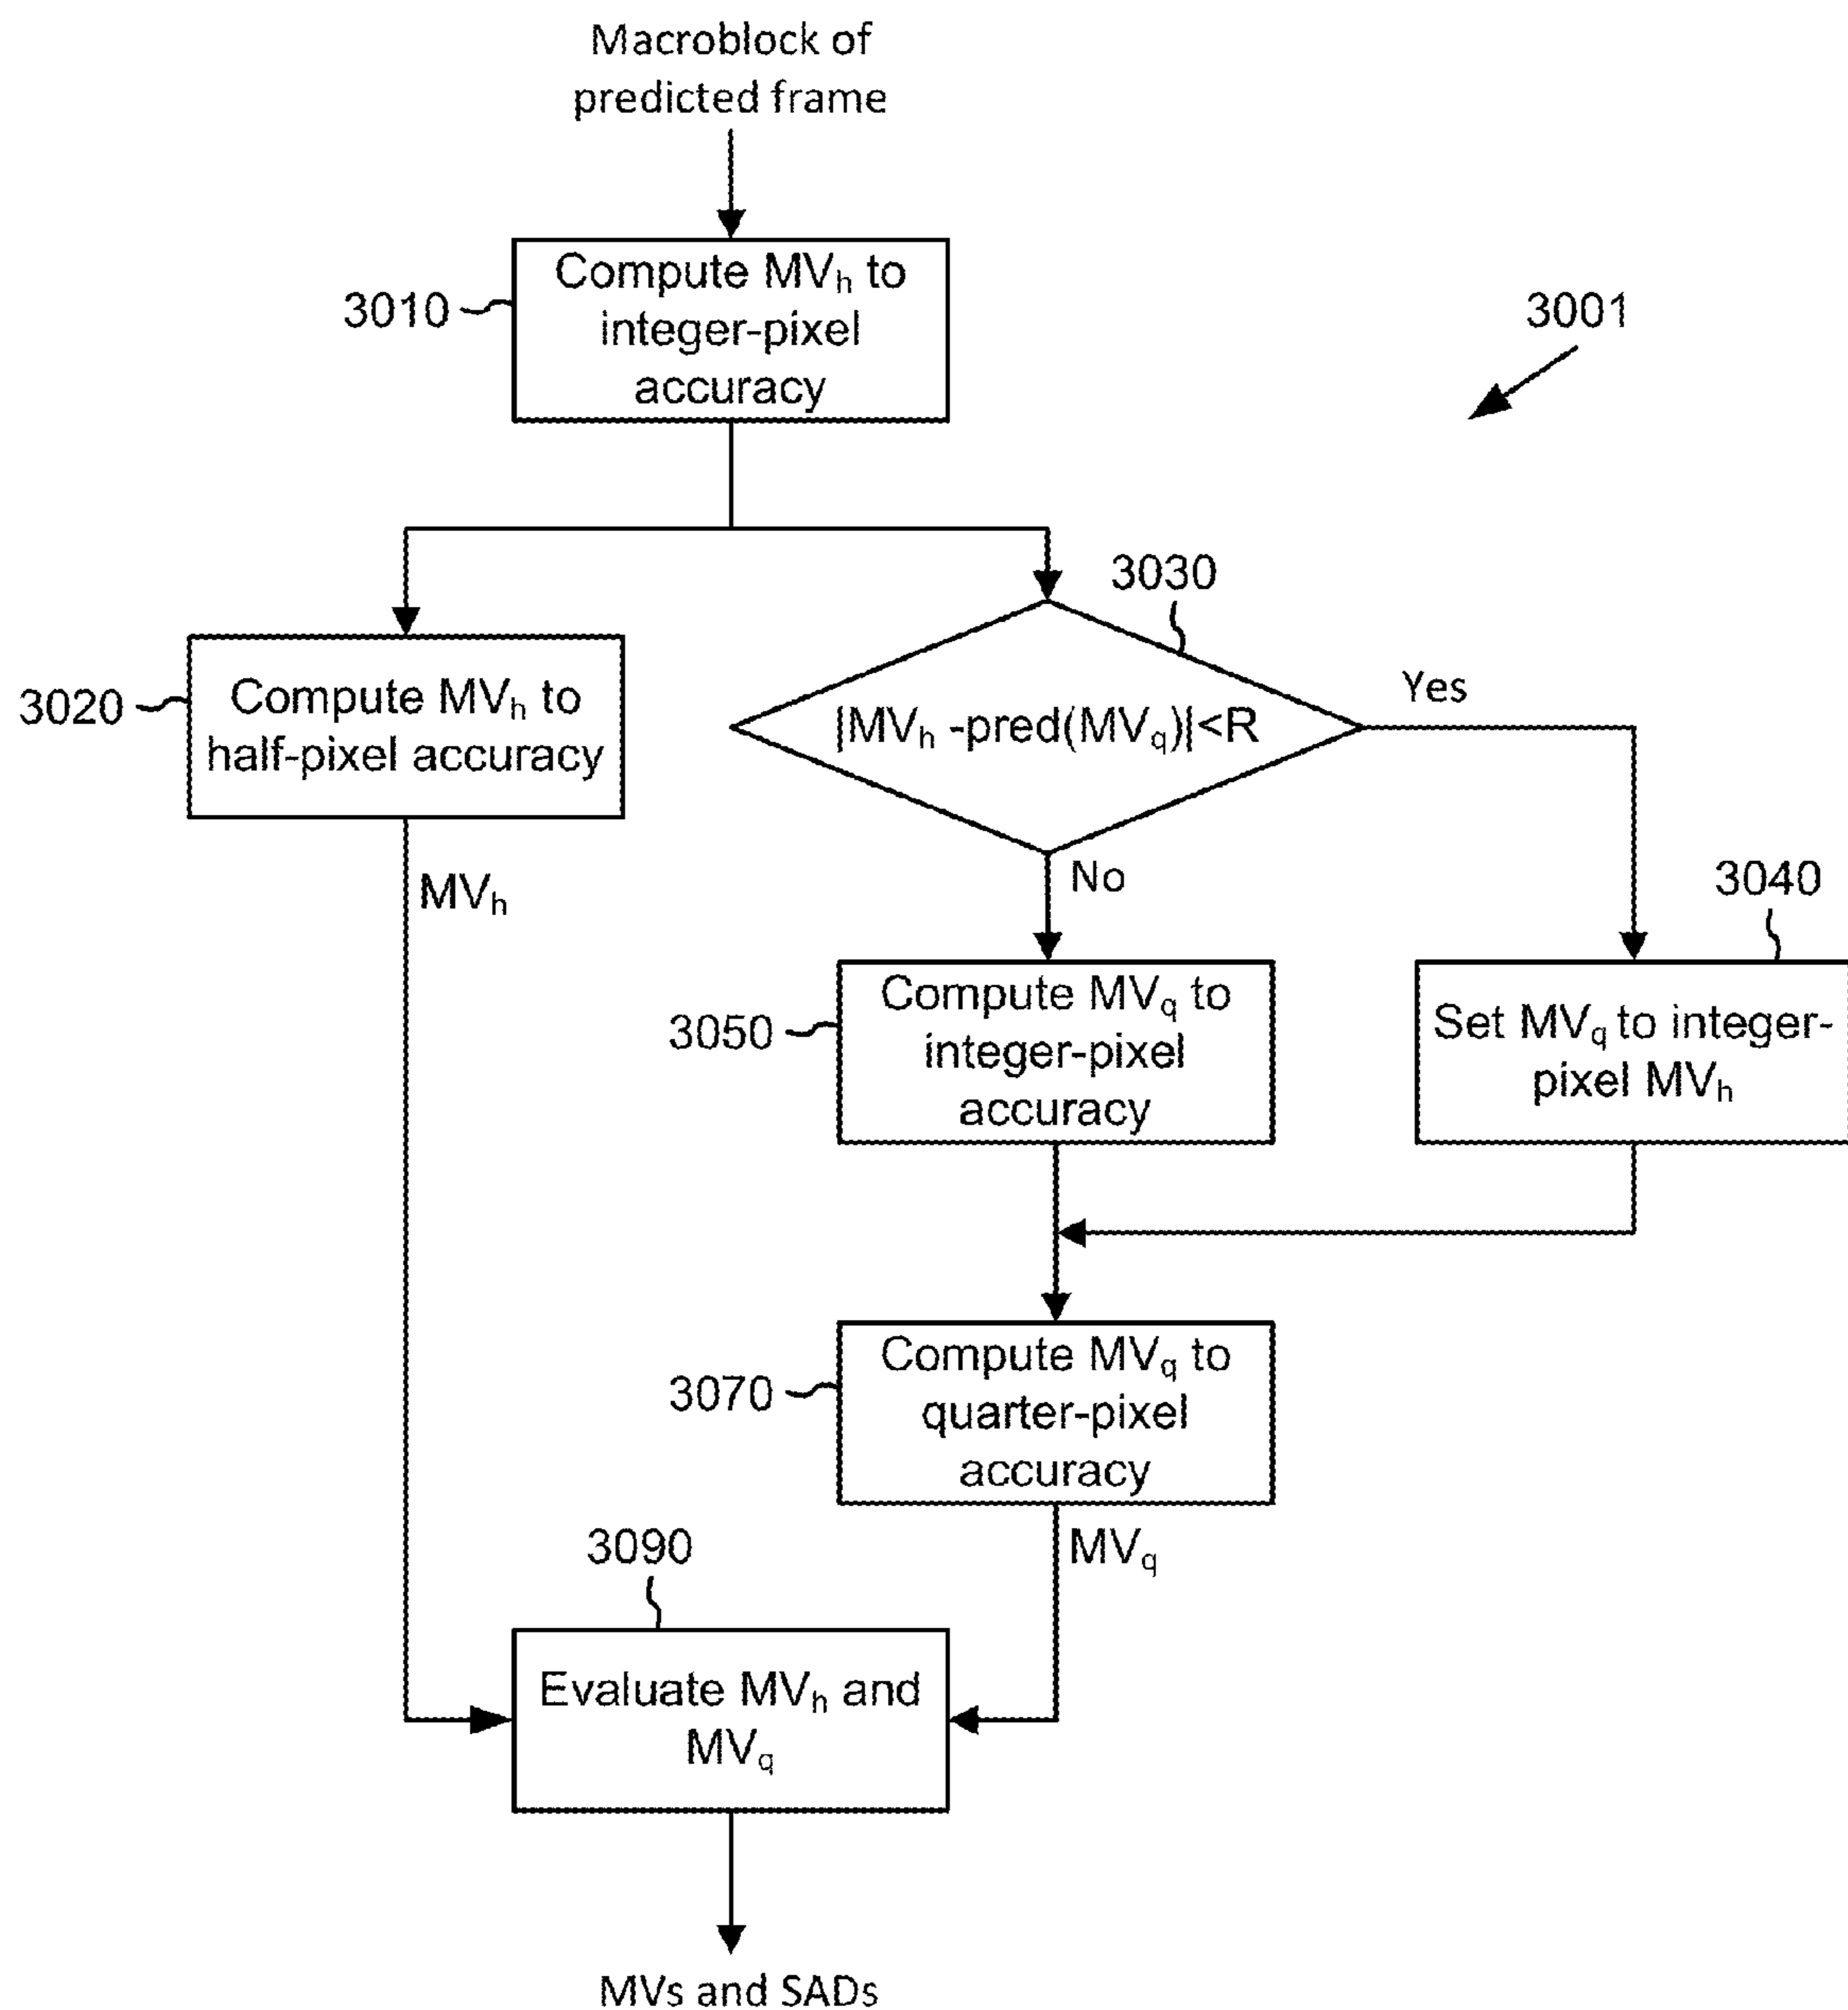 Macroblock of
predicted frame
3010
Compute MVh to
integer-pixel
accuracy
3001
3030
3020
Compute MVh to
half-pixel accuracy
|MVh -pred(MVq)|<R
Yes
No
MVh
3040
3050
Compute MVq to
integer-pixel
accuracy
Set MVq to integer-
pixel MVh
3070
Compute MVq to
quarter-pixel
accuracy
MVq
3090
Evaluate MVh and
MVq
MVs and SADs